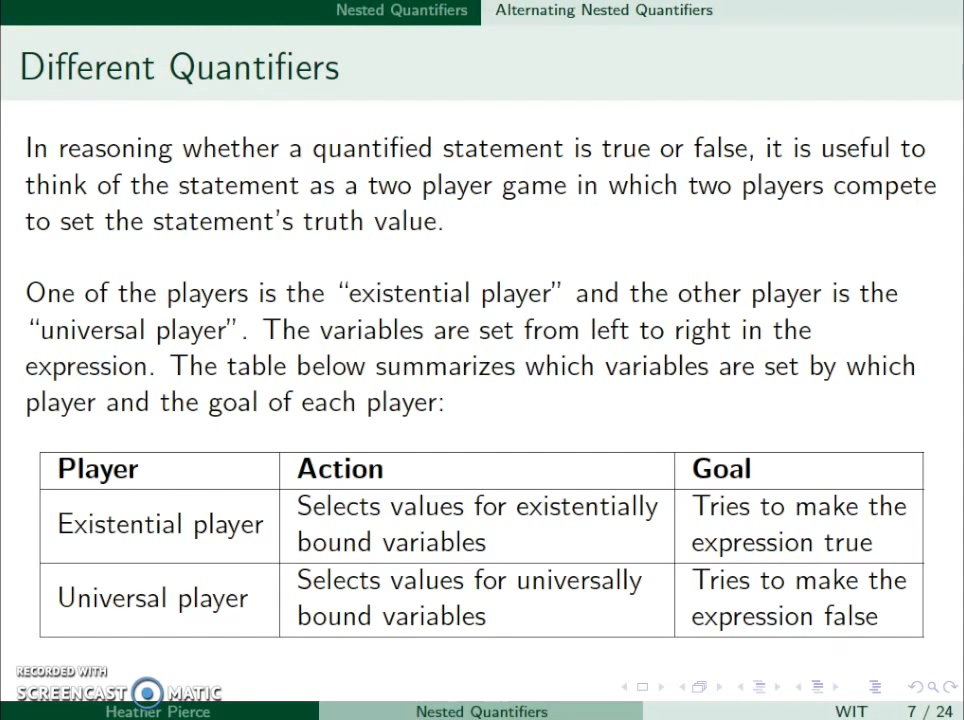 Nested Quantifiers Alternating Nested Quantifiers
Different Quantifiers
In reasoning whether a quantified statement is true or false, it is useful to
think of the statement as a two player game in which two players compete
to set the statement's truth value.
One of the players is the “existential player” and the other player is the
“universal player”. The variables are set from left to right in the
expression. The table below summarizes which variables are set by which
player and the goal of each player:
Player Action Goal
Existential player Selects values for existentially bound variables Tries to make the expression true
Universal player Selects values for universally bound variables Tries to make the expression false
RECORDED WITH
SCREENCAST MATIC
Heather Pierce Nested Quantifiers WIT 7 / 24